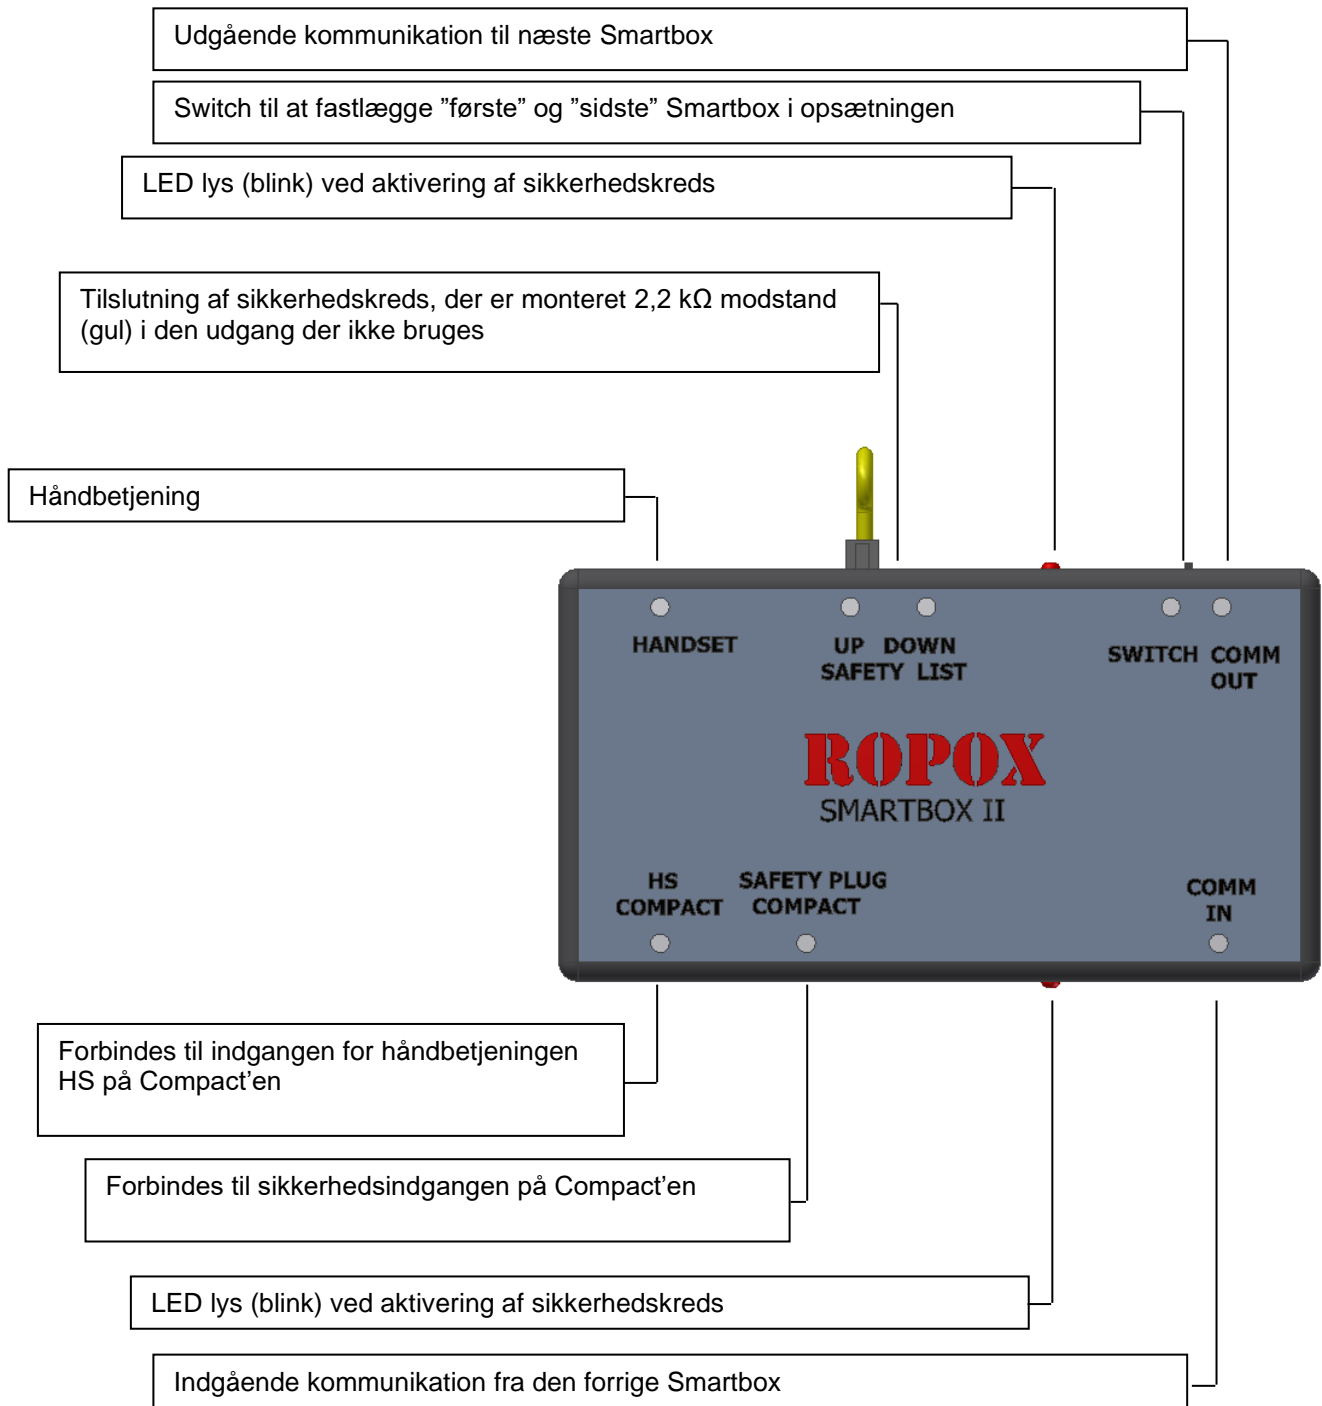 Udgående kommunikation til næste Smartbox
Switch til at fastlægge ”første” og ”sidste” Smartbox i opsætningen
LED lys (blink) ved aktivering af sikkerhedskreds
Tilslutning af sikkerhedskreds, der er monteret 2,2 kΩ modstand
(gul) i den udgang der ikke bruges
Håndbetjening
HANDSET
UP DOWN
SAFETY LIST
SWITCH COMM
OUT
ROPOX
SMARTBOX II
HS
COMPACT
SAFETY PLUG
COMPACT
COMM
IN
Forbindes til indgangen for håndbetjeningen
HS på Compact’en
Forbindes til sikkerhedsindgangen på Compact’en
LED lys (blink) ved aktivering af sikkerhedskreds
Indgående kommunikation fra den forrige Smartbox